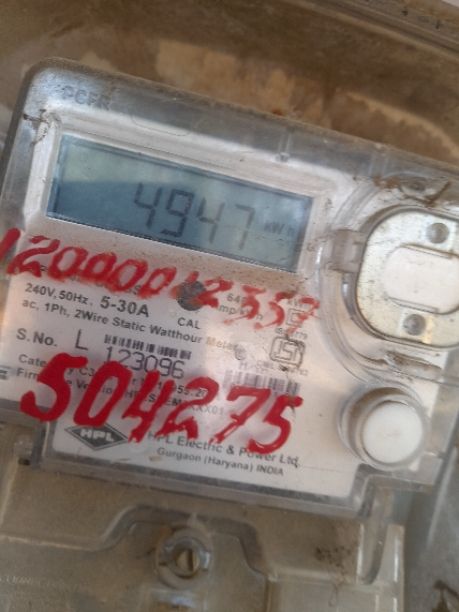 4947 kWh
120000012357
240V, 50Hz, 5-30A CAL
ac, 1Ph, 2Wire Static Watthour Meter
S.No. L 123096
504275
HPL
HPL Electric & Power Ltd.
Gurgaon (Haryana) INDIA